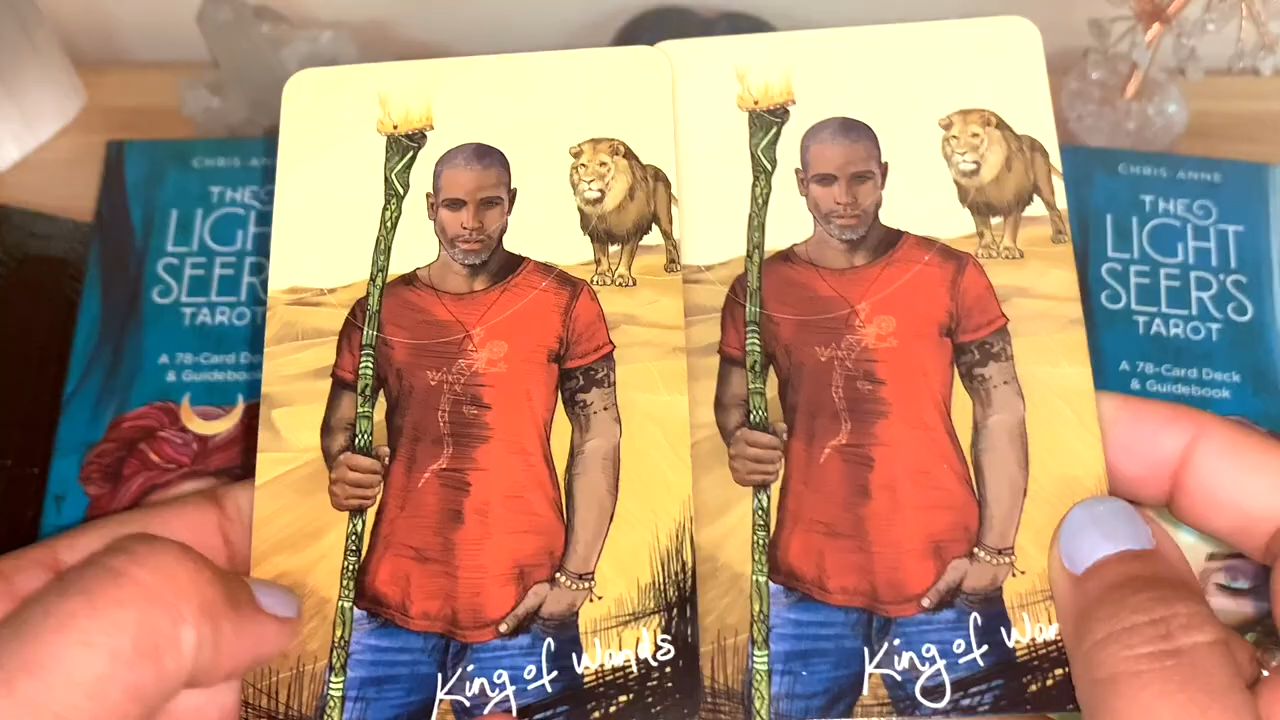 CHRIS-ANNE
THE
LIGHT
SEER'S
TAROT
A 78-Card Deck
& Guidebook
King of Wands
King of
CHRIS-ANNE
THE
LIGHT
SEER'S
TAROT
A 78-Card Deck
& Guidebook